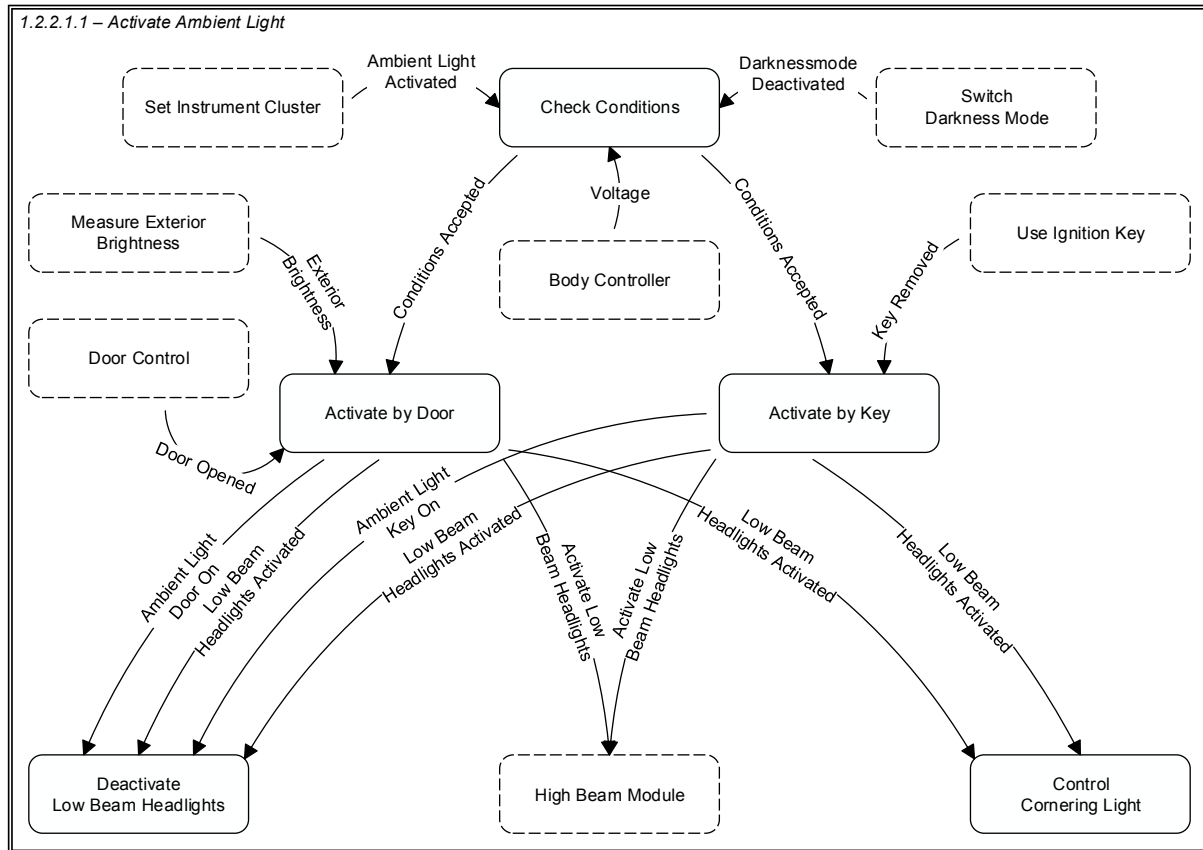 1.2.2.1.1 – Activate Ambient Light
Ambient Light
Activated
Darknessmode
Deactivated
Set Instrument Cluster
Check Conditions
Switch
Darkness Mode
Conditions Accepted
Voltage
Conditions Accepted
Measure Exterior
Brightness
Exterior
Brightness
Body Controller
Use Ignition Key
Key Removed
Door Control
Door Opened
Activate by Door
Activate by Key
Ambient Light
Door On
Low Beam
Headlights Activated
Ambient Light
Key On
Low Beam
Headlights Activated
Activate Low
Beam Headlights
Activate Low
Beam Headlights
Low Beam
Headlights Activated
Low Beam
Headlights Activated
Deactivate
Low Beam Headlights
High Beam Module
Control
Cornering Light